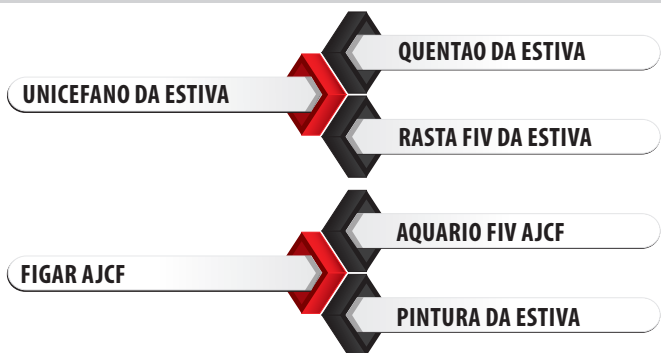 QUENTAO DA ESTIVA
UNICEFANO DA ESTIVA
RASTA FIV DA ESTIVA
AQUARIO FIV AJCF
FIGAR AJCF
PINTURA DA ESTIVA